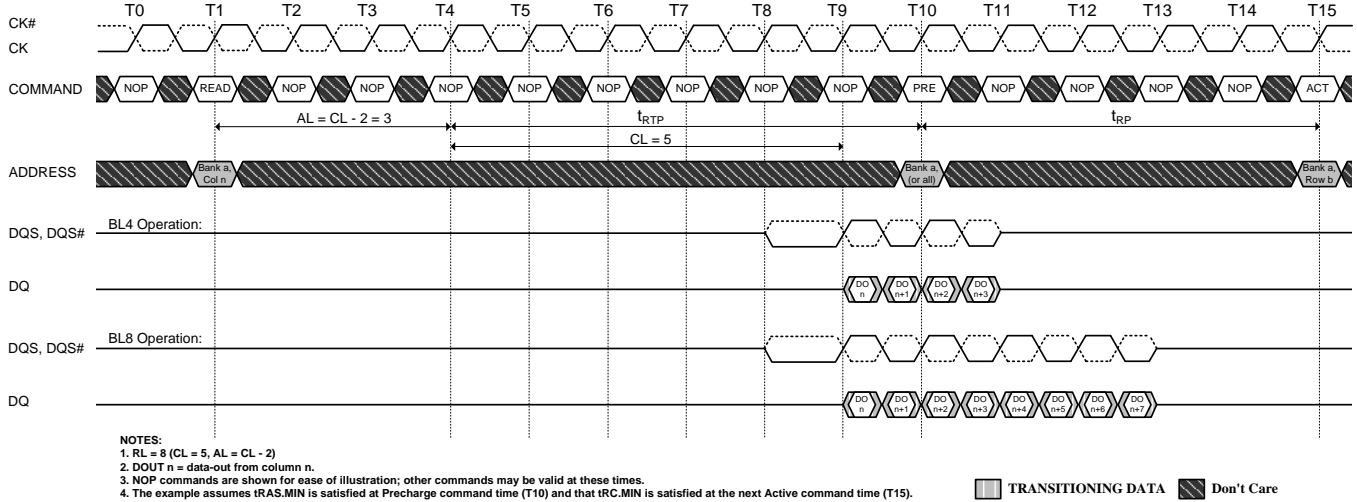 T0 T1 T2 T3 T4 T5 T6 T7 T8 T9 T10 T11 T12 T13 T14 T15
CK#
CK
COMMAND NOP READ NOP NOP NOP NOP NOP NOP NOP NOP PRE NOP NOP NOP NOP ACT
AL = CL - 2 = 3 tRTP tRP
CL = 5
ADDRESS
Bank a, Col n
Bank a, (or all)
Bank a, Row b
BL4 Operation:
DQS, DQS#
DQ
DO n DO n+1 DO n+2 DO n+3
BL8 Operation:
DQS, DQS#
DQ
DO n DO n+1 DO n+2 DO n+3 DO n+4 DO n+5 DO n+6 DO n+7
NOTES:
1. RL = 8 (CL = 5, AL = CL - 2)
2. DOUT n = data-out from column n.
3. NOP commands are shown for ease of illustration; other commands may be valid at these times.
4. The example assumes tRAS.MIN is satisfied at Precharge command time (T10) and that tRC.MIN is satisfied at the next Active command time (T15).
TRANSITIONING DATA Don't Care